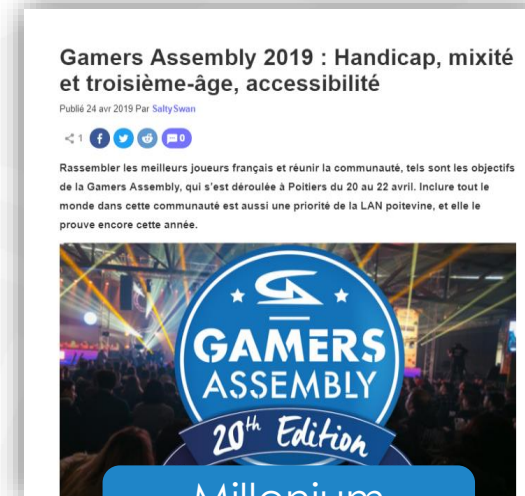 Gamers Assembly 2019 : Handicap, mixité
et troisième-âge, accessibilité
Publié 24 avr 2019 Par SaltySwan
1
0
Rassembler les meilleurs joueurs français et réunir la communauté, tels sont les objectifs
de la Gamers Assembly, qui s'est déroulée à Poitiers du 20 au 22 avril. Inclure tout le
monde dans cette communauté est aussi une priorité de la LAN poitevine, et elle le
prouve encore cette année.
GAMERS
ASSEMBLY
20th Edition
Millenium